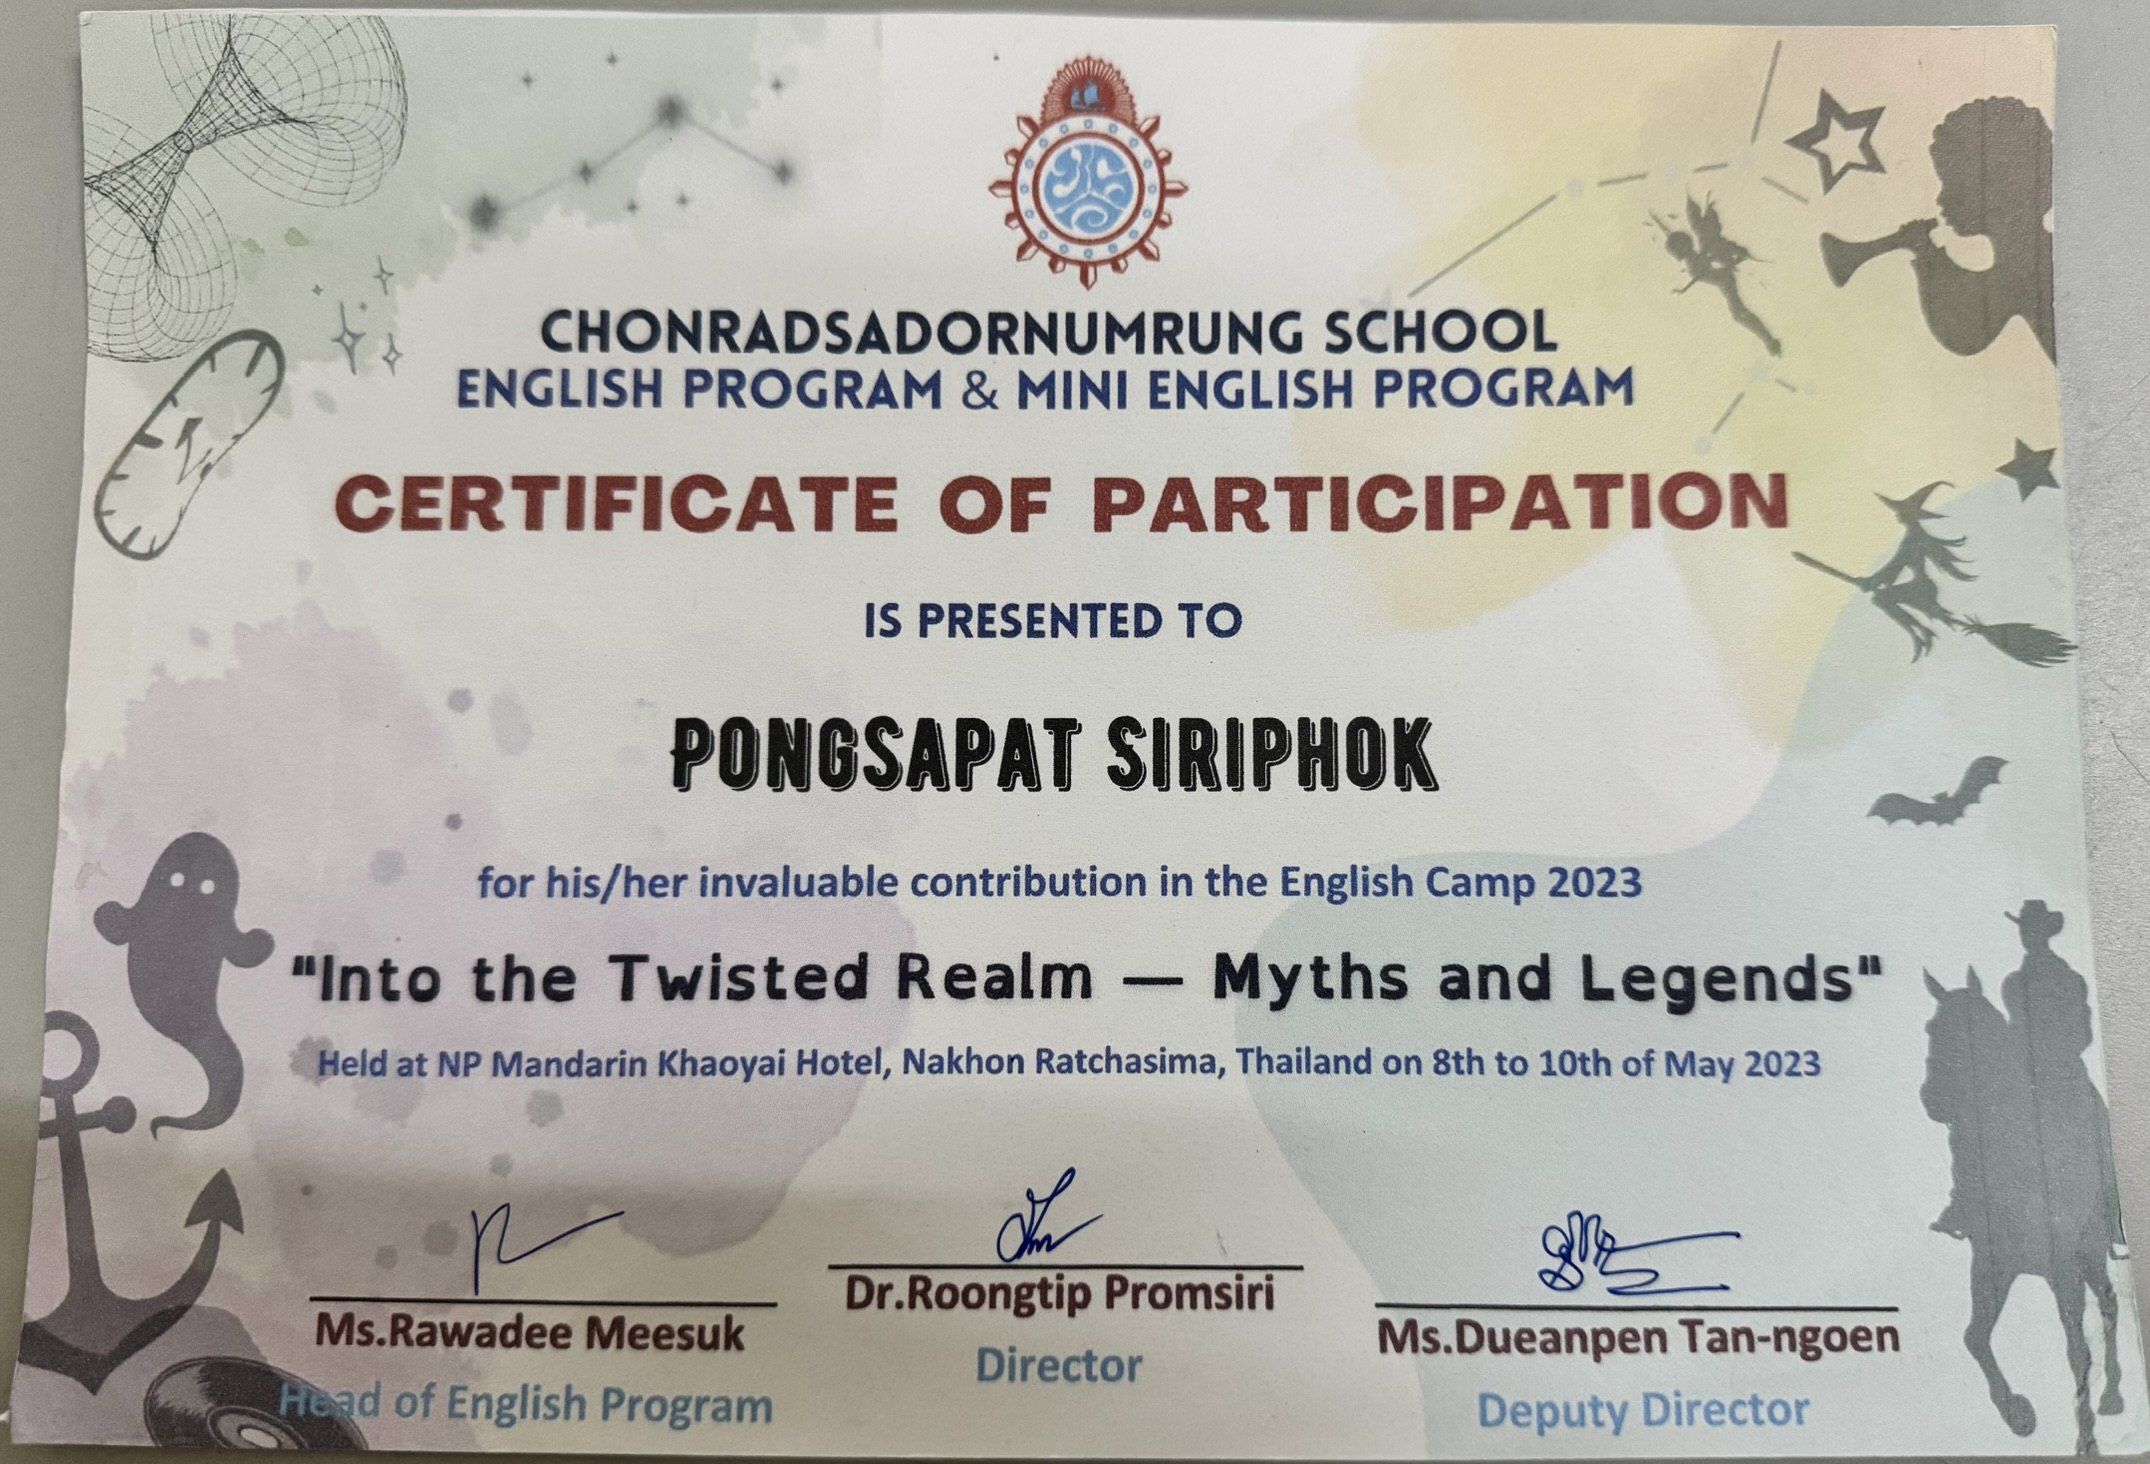 CHONRADSADORNUMRUNG SCHOOL
ENGLISH PROGRAM & MINI ENGLISH PROGRAM
CERTIFICATE OF PARTICIPATION
IS PRESENTED TO
PONGSAPAT SIRIPHOK
for his/her invaluable contribution in the English Camp 2023
"Into the Twisted Realm — Myths and Legends"
Held at NP Mandarin Khaoyai Hotel, Nakhon Ratchasima, Thailand on 8th to 10th of May 2023
Ms.Rawadee Meesuk
Head of English Program
Dr.Roongtip Promsiri
Director
Ms.Dueanpen Tan-ngoen
Deputy Director